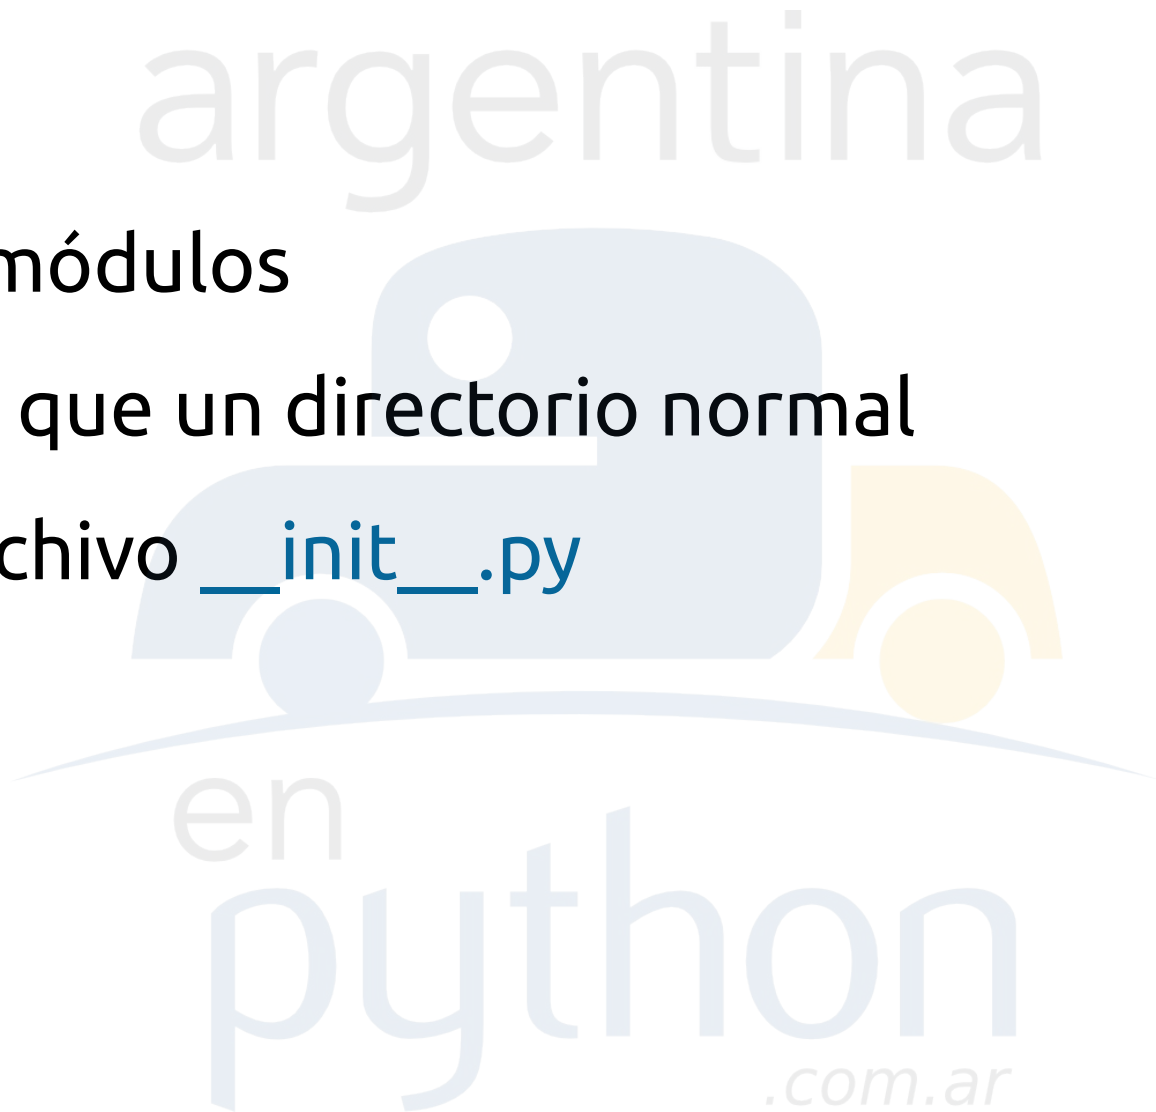 argentina
módulos
que un directorio normal
chivo __init__.py
en
python
.com.ar